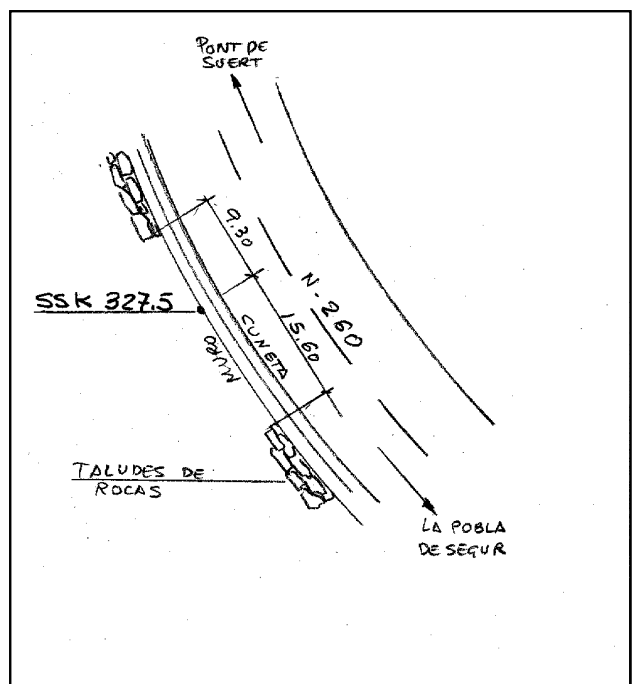 PONT DE
SUERT
9.30
N-260
SSK 327.5
15.60
CUNETA
MURO
TALUDES DE
ROCAS
LA POBLA
DE SEGUR